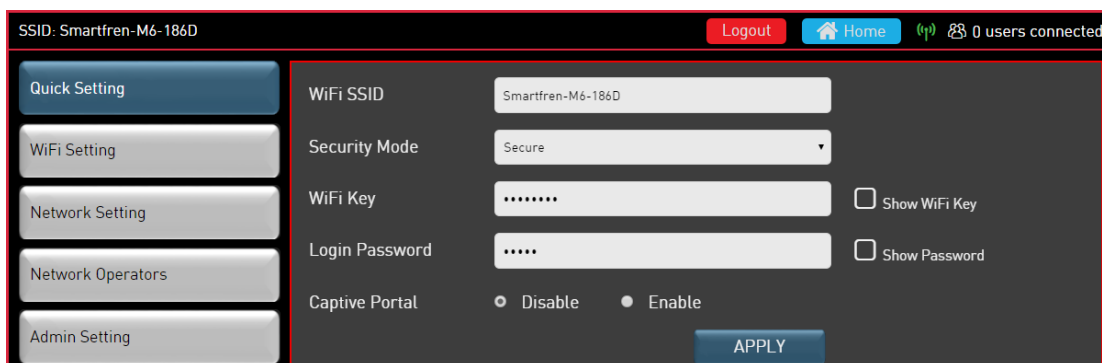 SSID: Smartfren-M6-186D
Logout
Home
0 users connected
Quick Setting
WiFi Setting
Network Setting
Network Operators
Admin Setting
WiFi SSID
Smartfren-M6-186D
Security Mode
Secure
WiFi Key
••••••••
Show WiFi Key
Login Password
•••••
Show Password
Captive Portal
Disable
Enable
APPLY